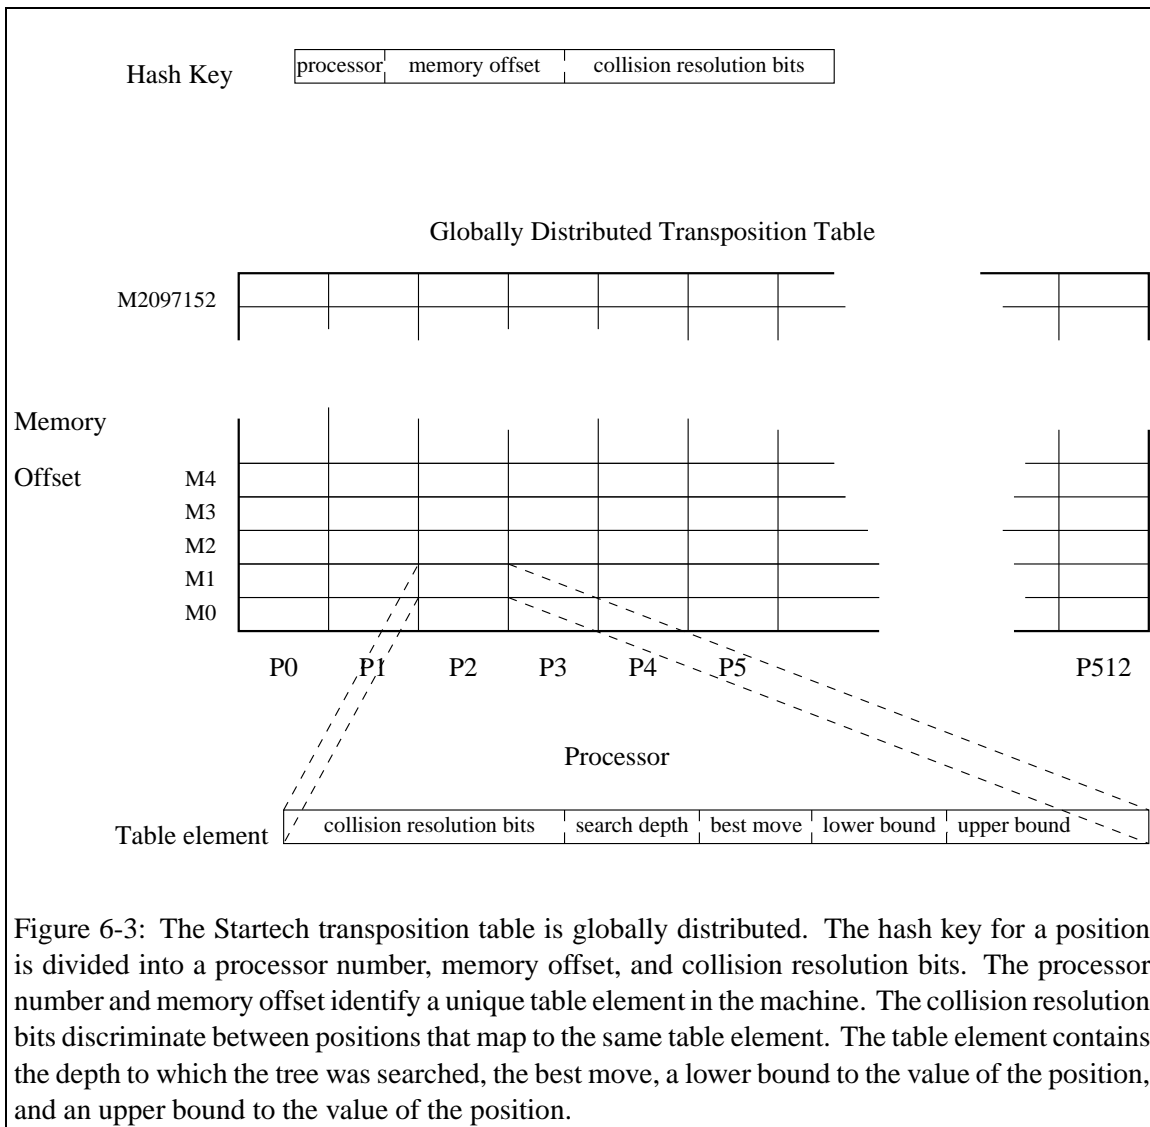 Hash Key
processor
memory offset
collision resolution bits
Globally Distributed Transposition Table
M2097152
Memory
Offset
M4
M3
M2
M1
M0
P0 P1 P2 P3 P4 P5 P512
Processor
Table element
collision resolution bits
search depth
best move
lower bound
upper bound
Figure 6-3: The Startech transposition table is globally distributed. The hash key for a position
is divided into a processor number, memory offset, and collision resolution bits. The processor
number and memory offset identify a unique table element in the machine. The collision resolution
bits discriminate between positions that map to the same table element. The table element contains
the depth to which the tree was searched, the best move, a lower bound to the value of the position,
and an upper bound to the value of the position.